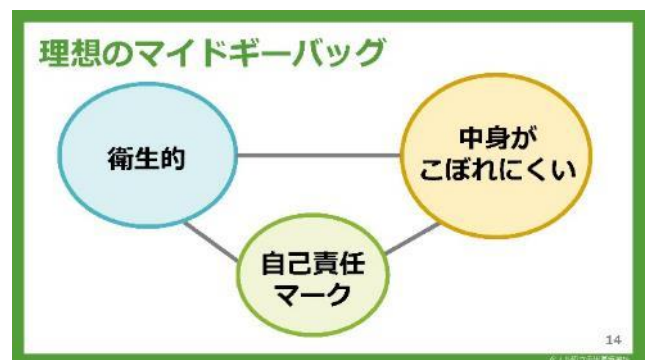 理想のマイドギーバッグ
衛生的
中身が
こぼれにくい
自己責任
マーク
14